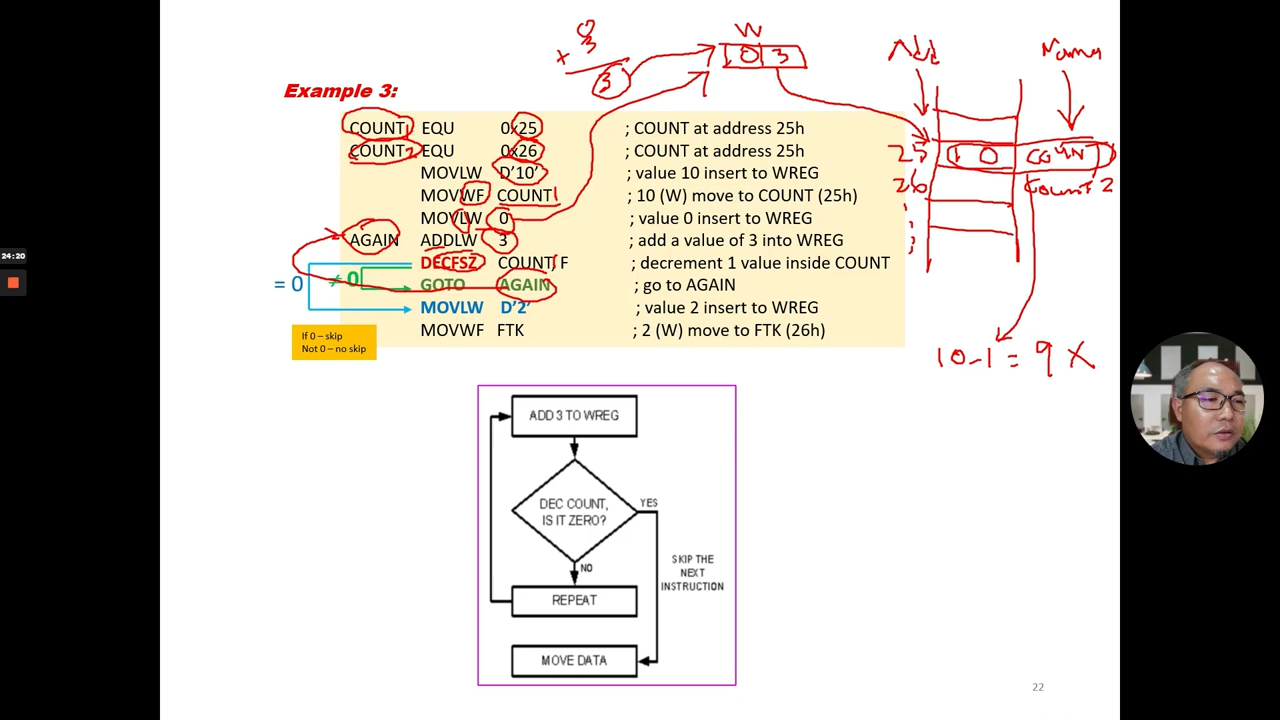 0
3
+
3
W
0 3
Add
Name
Example 3:
COUNT1 EQU 0x25 ; COUNT at address 25h
COUNT2 EQU 0x26 ; COUNT at address 25h
MOVLW D'10' ; value 10 insert to WREG
MOVWF COUNT1 ; 10 (W) move to COUNT (25h)
MOVLW 0 ; value 0 insert to WREG
AGAIN ADDLW 3 ; add a value of 3 into WREG
DECFSZ COUNT, F ; decrement 1 value inside COUNT
GOTO AGAIN ; go to AGAIN
MOVLW D'2' ; value 2 insert to WREG
MOVWF FTK ; 2 (W) move to FTK (26h)
= 0
≠ 0
If 0 – skip
Not 0 – no skip
25 10 COUNT
26 COUNT 2
10-1 = 9 X
24:20
ADD 3 TO WREG
DEC COUNT,
IS IT ZERO?
YES
NO
SKIP THE
NEXT
INSTRUCTION
REPEAT
MOVE DATA
22